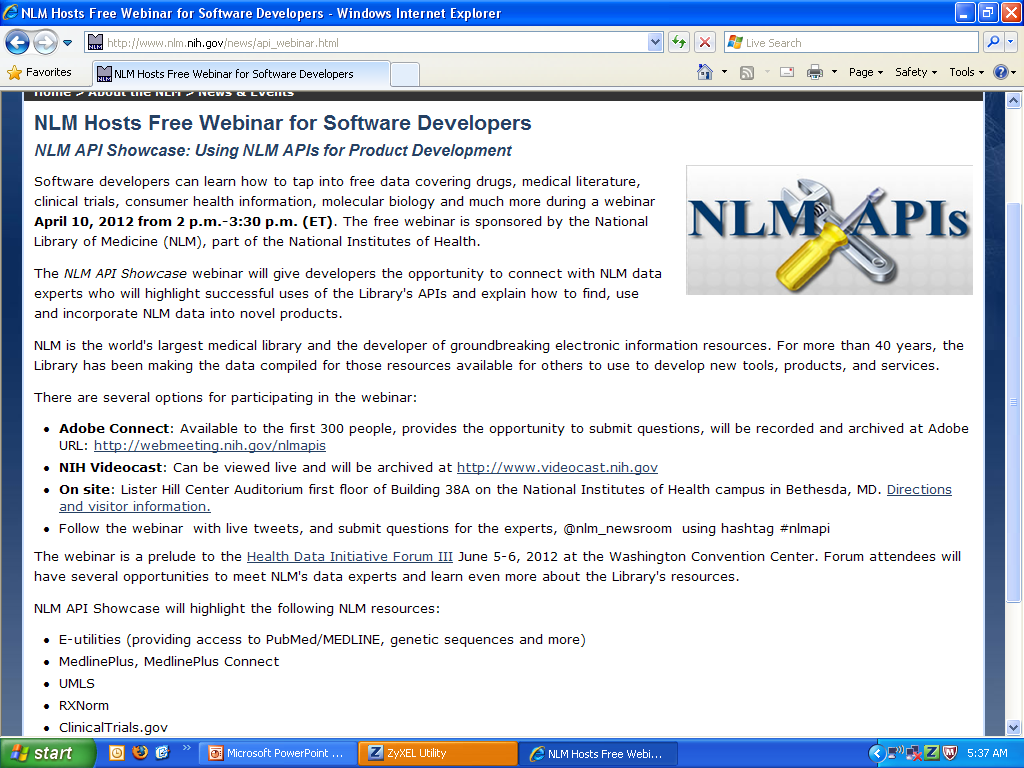 NLM Hosts Free Webinar for Software Developers - Windows Internet Explorer
http://www.nlm.nih.gov/news/api_webinar.html
Live Search
Favorites
NLM Hosts Free Webinar for Software Developers
Page
Safety
Tools
Home > About the NLM > News & Events
NLM Hosts Free Webinar for Software Developers
NLM API Showcase: Using NLM APIs for Product Development
NLM APIs
Software developers can learn how to tap into free data covering drugs, medical literature,
clinical trials, consumer health information, molecular biology and much more during a webinar
April 10, 2012 from 2 p.m.-3:30 p.m. (ET). The free webinar is sponsored by the National
Library of Medicine (NLM), part of the National Institutes of Health.
The NLM API Showcase webinar will give developers the opportunity to connect with NLM data
experts who will highlight successful uses of the Library's APIs and explain how to find, use
and incorporate NLM data into novel products.
NLM is the world's largest medical library and the developer of groundbreaking electronic information resources. For more than 40 years, the
Library has been making the data compiled for those resources available for others to use to develop new tools, products, and services.
There are several options for participating in the webinar:
• Adobe Connect: Available to the first 300 people, provides the opportunity to submit questions, will be recorded and archived at Adobe
URL: http://webmeeting.nih.gov/nlmapis
• NIH Videocast: Can be viewed live and will be archived at http://www.videocast.nih.gov
• On site: Lister Hill Center Auditorium first floor of Building 38A on the National Institutes of Health campus in Bethesda, MD. Directions
and visitor information.
• Follow the webinar with live tweets, and submit questions for the experts, @nlm_newsroom using hashtag #nlmapi
The webinar is a prelude to the Health Data Initiative Forum III June 5-6, 2012 at the Washington Convention Center. Forum attendees will
have several opportunities to meet NLM's data experts and learn even more about the Library's resources.
NLM API Showcase will highlight the following NLM resources:
• E-utilities (providing access to PubMed/MEDLINE, genetic sequences and more)
• MedlinePlus, MedlinePlus Connect
• UMLS
• RXNorm
• ClinicalTrials.gov
start
Microsoft PowerPoint ...
ZyXEL Utility
NLM Hosts Free Webi...
5:37 AM